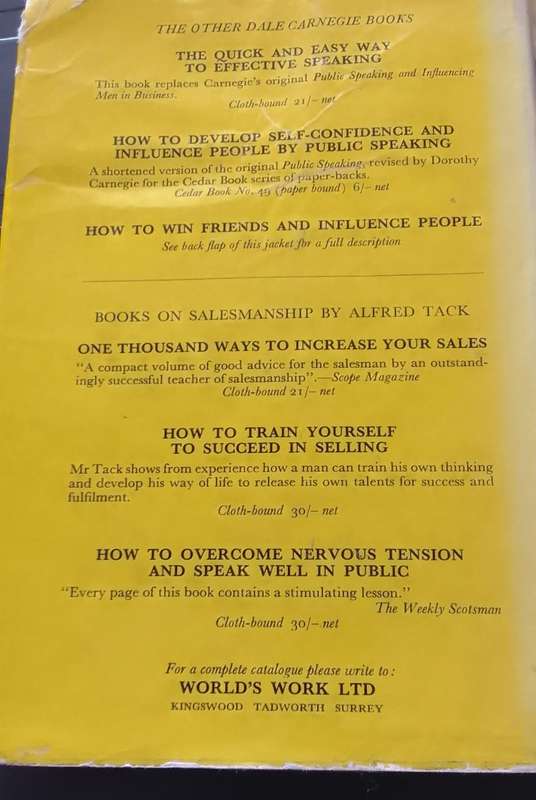 THE OTHER DALE CARNEGIE BOOKS
THE QUICK AND EASY WAY
TO EFFECTIVE SPEAKING
This book replaces Carnegie's original Public Speaking and Influencing
Men in Business.
Cloth-bound 21/– net
HOW TO DEVELOP SELF-CONFIDENCE AND
INFLUENCE PEOPLE BY PUBLIC SPEAKING
A shortened version of the original Public Speaking, revised by Dorothy
Carnegie for the Cedar Book series of paper-backs.
Cedar Book No. 49 (paper bound) 6/– net
HOW TO WIN FRIENDS AND INFLUENCE PEOPLE
See back flap of this jacket for a full description
BOOKS ON SALESMANSHIP BY ALFRED TACK
ONE THOUSAND WAYS TO INCREASE YOUR SALES
"A compact volume of good advice for the salesman by an outstand-
ingly successful teacher of salesmanship".—Scope Magazine
Cloth-bound 21/– net
HOW TO TRAIN YOURSELF
TO SUCCEED IN SELLING
Mr Tack shows from experience how a man can train his own thinking
and develop his way of life to release his own talents for success and
fulfilment.
Cloth-bound 30/– net
HOW TO OVERCOME NERVOUS TENSION
AND SPEAK WELL IN PUBLIC
"Every page of this book contains a stimulating lesson."
The Weekly Scotsman
Cloth-bound 30/– net
For a complete catalogue please write to:
WORLD'S WORK LTD
KINGSWOOD TADWORTH SURREY